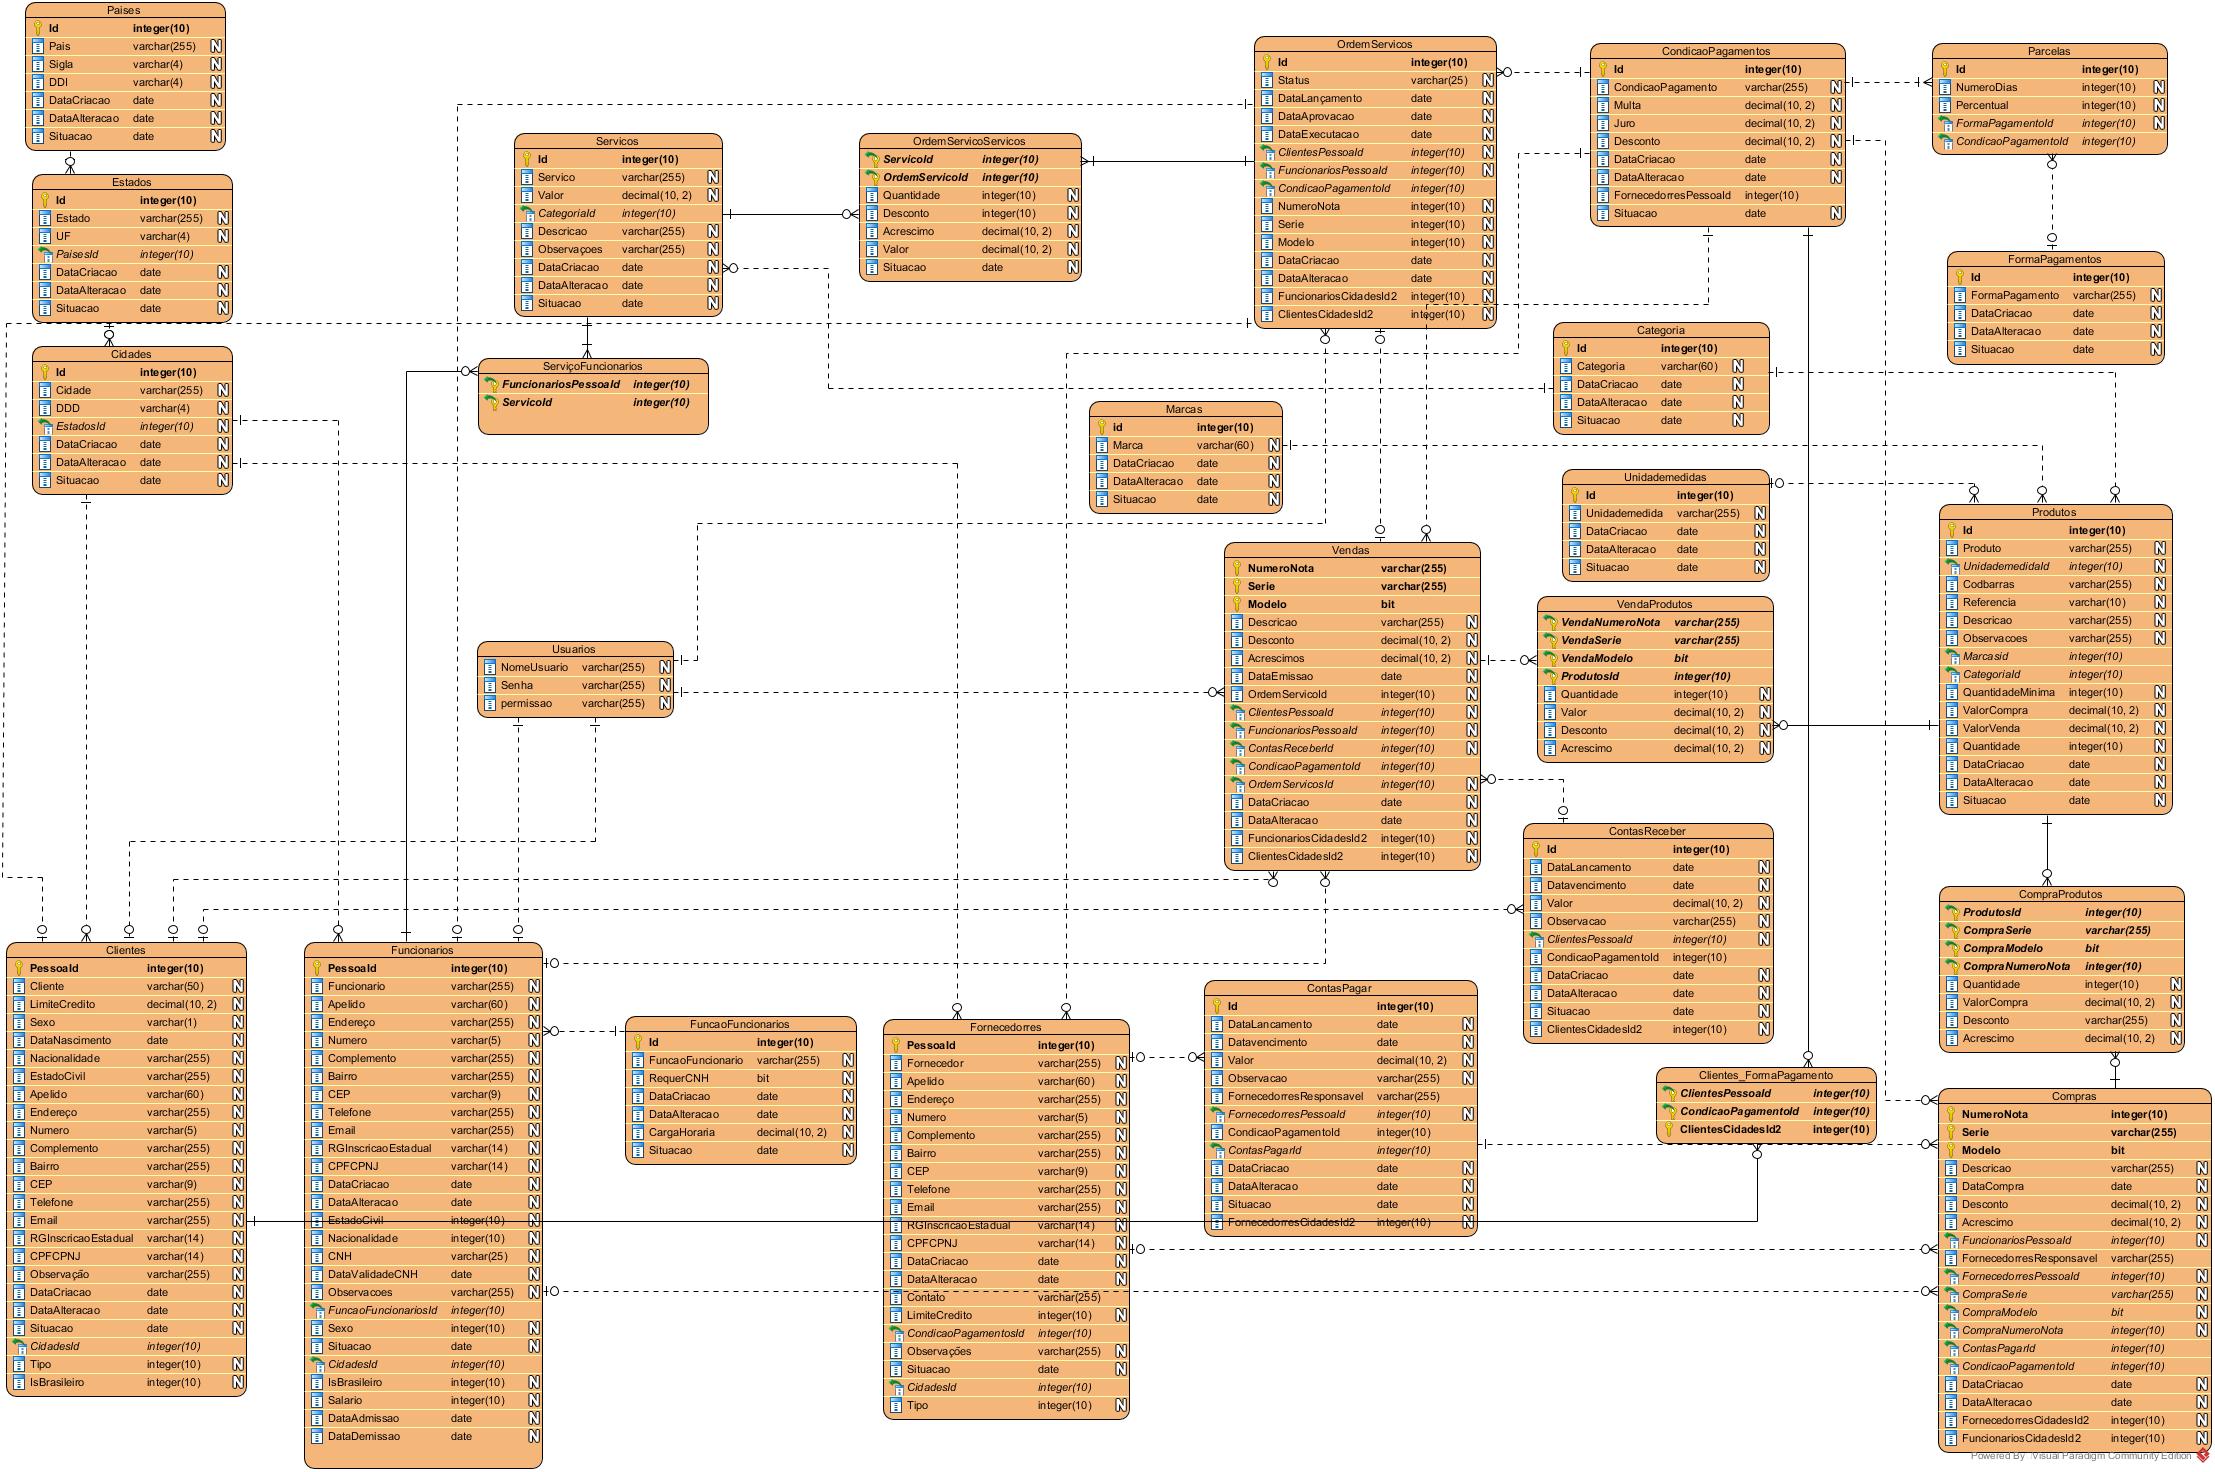 Paises
Id integer(10)
Pais varchar(255) N
Sigla varchar(4) N
DDI varchar(4) N
DataCriacao date N
DataAlteracao date N
Situacao date N
Estados
Id integer(10)
Estado varchar(255) N
UF varchar(4) N
PaisesId integer(10)
DataCriacao date N
DataAlteracao date N
Situacao date N
Cidades
Id integer(10)
Cidade varchar(255) N
DDD varchar(4) N
EstadosId integer(10) N
DataCriacao date N
DataAlteracao date N
Situacao date N
Servicos
Id integer(10)
Servico varchar(255) N
Valor decimal(10, 2) N
CategoriaId integer(10)
Descricao varchar(255) N
Observaçoes varchar(255) N
DataCriacao date N
DataAlteracao date N
Situacao date N
OrdemServicoServicos
ServicoId integer(10)
OrdemServicoId integer(10)
Quantidade integer(10) N
Desconto integer(10) N
Acrescimo decimal(10, 2) N
Valor decimal(10, 2) N
Situacao date N
OrdemServicos
Id integer(10)
Status varchar(25) N
DataLançamento date N
DataAprovacao date N
DataExecutacao date N
ClientesPessoaId integer(10) N
FuncionariosPessoaId integer(10) N
CondicaoPagamentoId integer(10)
NumeroNota integer(10) N
Serie integer(10) N
Modelo integer(10) N
DataCriacao date N
DataAlteracao date N
FuncionariosCidadesId2 integer(10) N
ClientesCidadesId2 integer(10) N
CondicaoPagamentos
Id integer(10)
CondicaoPagamento varchar(255) N
Multa decimal(10, 2) N
Juro decimal(10, 2) N
Desconto decimal(10, 2) N
DataCriacao date N
DataAlteracao date N
FornecedorresPessoaId integer(10)
Situacao date N
Parcelas
Id integer(10)
NumeroDias integer(10) N
Percentual integer(10) N
FormaPagamentoId integer(10) N
CondicaoPagamentoId integer(10)
FormaPagamentos
Id integer(10)
FormaPagamento varchar(255) N
DataCriacao date N
DataAlteracao date N
Situacao date N
ServiçoFuncionarios
FuncionariosPessoaId integer(10)
ServicoId integer(10)
Categoria
Id integer(10)
Categoria varchar(60) N
DataCriacao date N
DataAlteracao date N
Situacao date N
Marcas
id integer(10)
Marca varchar(60) N
DataCriacao date N
DataAlteracao date N
Situacao date N
Unidademedidas
Id integer(10)
Unidademedida varchar(255) N
DataCriacao date N
DataAlteracao date N
Situacao date N
Produtos
Id integer(10)
Produto varchar(255) N
UnidademedidaId integer(10) N
Codbarras varchar(255) N
Referencia varchar(10) N
Descricao varchar(255) N
Observacoes varchar(255) N
Marcasid integer(10)
CategoriaId integer(10)
QuantidadeMinima integer(10) N
ValorCompra decimal(10, 2) N
ValorVenda decimal(10, 2) N
Quantidade integer(10) N
DataCriacao date N
DataAlteracao date N
Situacao date N
Vendas
NumeroNota varchar(255)
Serie varchar(255)
Modelo bit
Descricao varchar(255) N
Desconto decimal(10, 2) N
Acrescimos decimal(10, 2) N
DataEmissao date N
OrdemServicoId integer(10) N
ClientesPessoaId integer(10) N
FuncionariosPessoaId integer(10) N
ContasReceberId integer(10) N
CondicaoPagamentoId integer(10)
OrdemServicosId integer(10) N
DataCriacao date N
DataAlteracao date N
FuncionariosCidadesId2 integer(10) N
ClientesCidadesId2 integer(10) N
VendaProdutos
VendaNumeroNota varchar(255)
VendaSerie varchar(255)
VendaModelo bit
ProdutosId integer(10)
Quantidade integer(10) N
Valor decimal(10, 2) N
Desconto decimal(10, 2) N
Acrescimo decimal(10, 2) N
Usuarios
NomeUsuario varchar(255) N
Senha varchar(255) N
permissao varchar(255) N
ContasReceber
Id integer(10)
DataLancamento date N
Datavencimento date N
Valor decimal(10, 2) N
Observacao varchar(255) N
ClientesPessoaId integer(10) N
CondicaoPagamentoId integer(10)
DataCriacao date N
DataAlteracao date N
Situacao date N
ClientesCidadesId2 integer(10) N
CompraProdutos
ProdutosId integer(10)
CompraSerie varchar(255)
CompraModelo bit
CompraNumeroNota integer(10)
Quantidade integer(10) N
ValorCompra decimal(10, 2) N
Desconto varchar(255) N
Acrescimo decimal(10, 2) N
Clientes
PessoaId integer(10)
Cliente varchar(50) N
LimiteCredito decimal(10, 2) N
Sexo varchar(1) N
DataNascimento date N
Nacionalidade varchar(255) N
EstadoCivil varchar(255) N
Apelido varchar(60) N
Endereço varchar(255) N
Numero varchar(5) N
Complemento varchar(255) N
Bairro varchar(255) N
CEP varchar(9) N
Telefone varchar(255) N
Email varchar(255) N
RGInscricaoEstadual varchar(14) N
CPFCPNJ varchar(14) N
Observação varchar(255) N
DataCriacao date N
DataAlteracao date N
Situacao date N
CidadesId integer(10)
Tipo integer(10) N
IsBrasileiro integer(10) N
Funcionarios
PessoaId integer(10)
Funcionario varchar(255) N
Apelido varchar(60) N
Endereço varchar(255) N
Numero varchar(5) N
Complemento varchar(255) N
Bairro varchar(255) N
CEP varchar(9) N
Telefone varchar(255) N
Email varchar(255) N
RGInscricaoEstadual varchar(14) N
CPFCPNJ varchar(14) N
DataCriacao date N
DataAlteracao date N
EstadoCivil integer(10) N
Nacionalidade integer(10) N
CNH varchar(25) N
DataValidadeCNH date N
Observacoes varchar(255) N
FuncaoFuncionariosId integer(10)
Sexo integer(10) N
Situacao date N
CidadesId integer(10)
IsBrasileiro integer(10) N
Salario integer(10) N
DataAdmissao date N
DataDemissao date N
FuncaoFuncionarios
Id integer(10)
FuncaoFuncionario varchar(255) N
RequerCNH bit N
DataCriacao date N
DataAlteracao date N
CargaHoraria decimal(10, 2) N
Situacao date N
Fornecedorres
PessoaId integer(10)
Fornecedor varchar(255) N
Apelido varchar(60) N
Endereço varchar(255) N
Numero varchar(5) N
Complemento varchar(255) N
Bairro varchar(255) N
CEP varchar(9) N
Telefone varchar(255) N
Email varchar(255) N
RGInscricaoEstadual varchar(14) N
CPFCPNJ varchar(14) N
DataCriacao date N
DataAlteracao date N
Contato varchar(255)
LimiteCredito integer(10) N
CondicaoPagamentosId integer(10)
Observações varchar(255) N
Situacao date N
CidadesId integer(10)
Tipo integer(10) N
ContasPagar
Id integer(10)
DataLancamento date N
Datavencimento date N
Valor decimal(10, 2) N
Observacao varchar(255) N
FornecedorresResponsavel varchar(255)
FornecedorresPessoaId integer(10) N
CondicaoPagamentoId integer(10)
ContasPagarId integer(10)
DataCriacao date N
DataAlteracao date N
Situacao date N
FornecedorresCidadesId2 integer(10) N
Clientes_FormaPagamento
ClientesPessoaId integer(10)
CondicaoPagamentoId integer(10)
ClientesCidadesId2 integer(10)
Compras
NumeroNota integer(10)
Serie varchar(255)
Modelo bit
Descricao varchar(255) N
DataCompra date N
Desconto decimal(10, 2) N
Acrescimo decimal(10, 2) N
FuncionariosPessoaId integer(10) N
FornecedorresResponsavel varchar(255)
FornecedorresPessoaId integer(10) N
CompraSerie varchar(255) N
CompraModelo bit N
CompraNumeroNota integer(10) N
ContasPagarId integer(10)
CondicaoPagamentoId integer(10)
DataCriacao date N
DataAlteracao date N
FornecedorresCidadesId2 integer(10) N
FuncionariosCidadesId2 integer(10) N
Powered By Visual Paradigm Community Edition